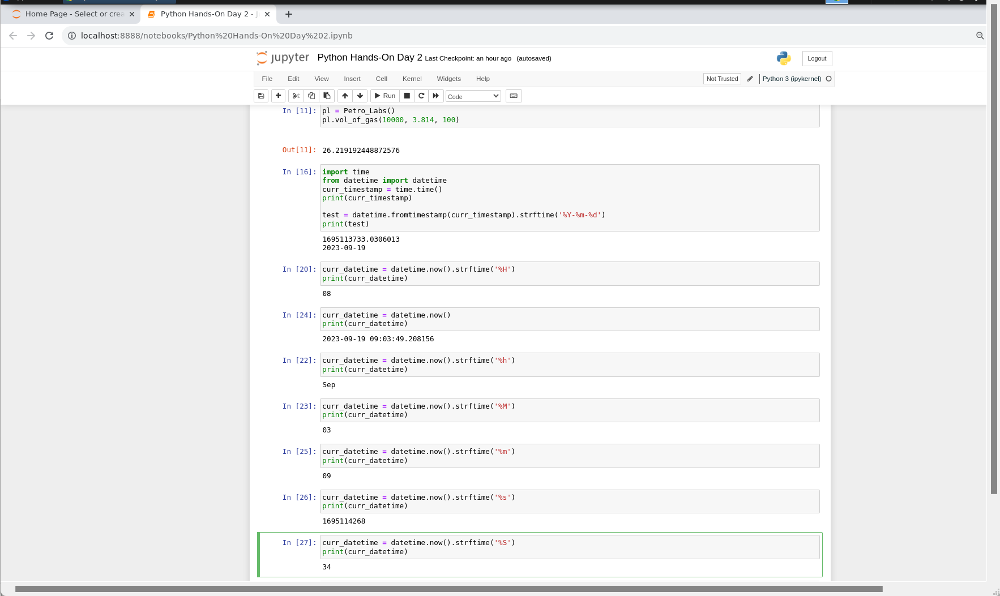 Home Page - Select or crea
Python Hands-On Day 2 - J
localhost:8888/notebooks/Python%20Hands-On%20Day%202.ipynb
jupyter Python Hands-On Day 2 Last Checkpoint: an hour ago (autosaved)
Logout
File Edit View Insert Cell Kernel Widgets Help
Not Trusted
Python 3 (ipykernel)
Run
Code
In [11]: pl = Petro_Labs()
pl.vol_of_gas(10000, 3.814, 100)
Out[11]: 26.219192448872576
In [16]: import time
from datetime import datetime
curr_timestamp = time.time()
print(curr_timestamp)
test = datetime.fromtimestamp(curr_timestamp).strftime('%Y-%m-%d')
print(test)
1695113733.0306013
2023-09-19
In [20]: curr_datetime = datetime.now().strftime('%H')
print(curr_datetime)
08
In [24]: curr_datetime = datetime.now()
print(curr_datetime)
2023-09-19 09:03:49.208156
In [22]: curr_datetime = datetime.now().strftime('%h')
print(curr_datetime)
Sep
In [23]: curr_datetime = datetime.now().strftime('%M')
print(curr_datetime)
03
In [25]: curr_datetime = datetime.now().strftime('%m')
print(curr_datetime)
09
In [26]: curr_datetime = datetime.now().strftime('%s')
print(curr_datetime)
1695114268
In [27]: curr_datetime = datetime.now().strftime('%S')
print(curr_datetime)
34